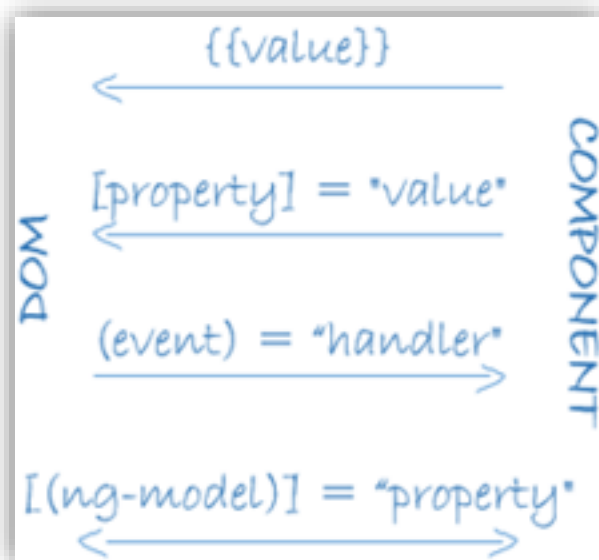 {{value}}
[property] = "value"
DOM
COMPONENT
(event) = "handler"
[(ng-model)] = "property"